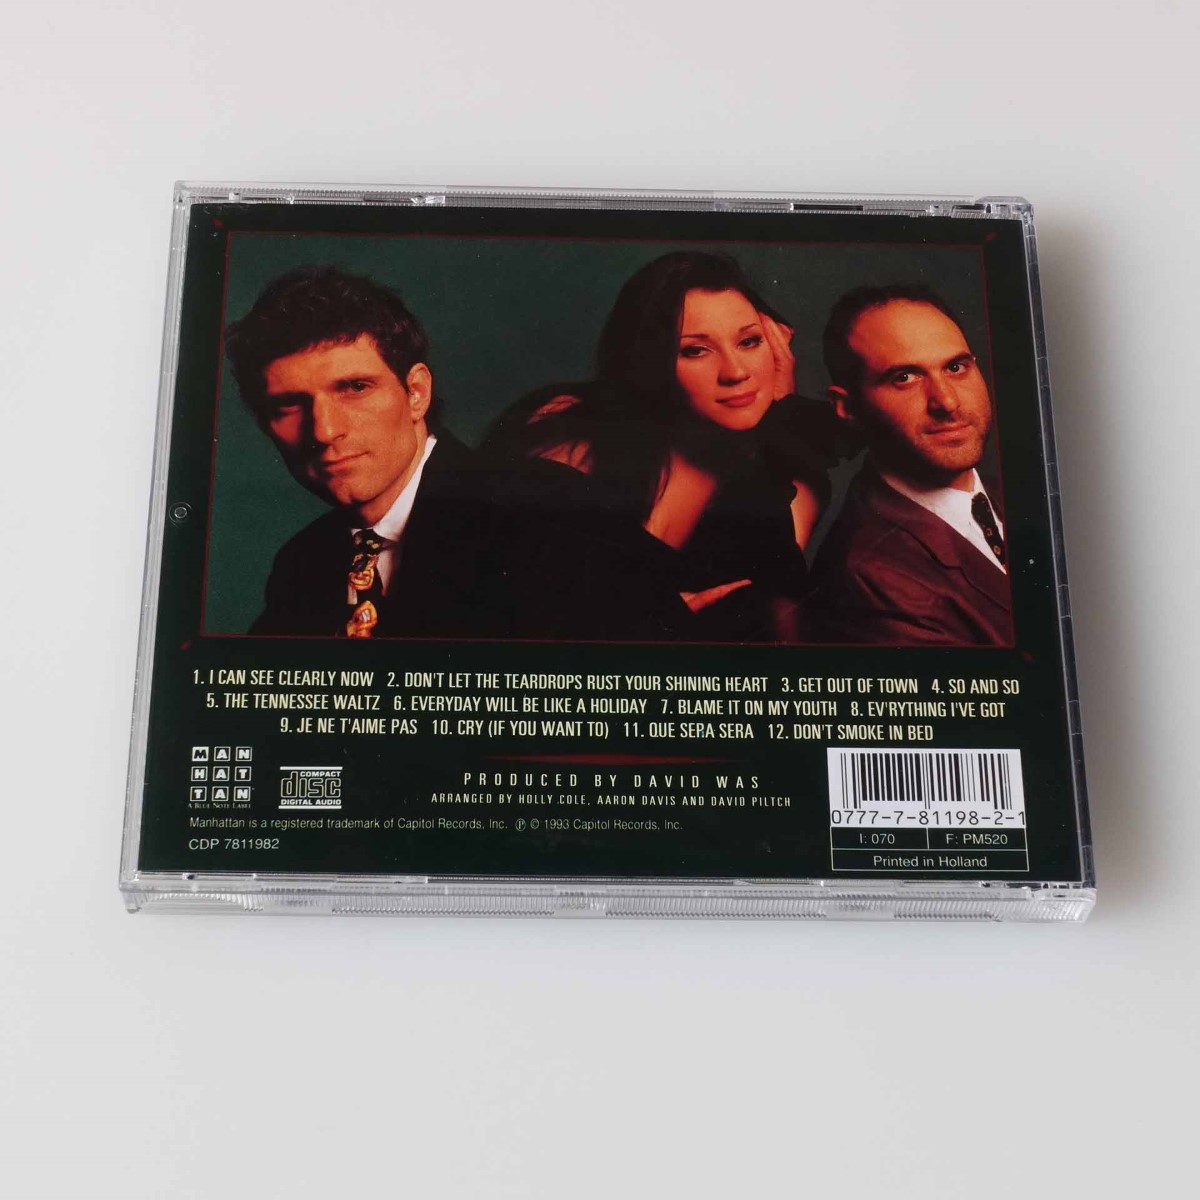 1. I CAN SEE CLEARLY NOW 2. DON'T LET THE TEARDROPS RUST YOUR SHINING HEART 3. GET OUT OF TOWN 4. SO AND SO
5. THE TENNESSEE WALTZ 6. EVERYDAY WILL BE LIKE A HOLIDAY 7. BLAME IT ON MY YOUTH 8. EV'RYTHING I'VE GOT
9. JE NE T'AIME PAS 10. CRY (IF YOU WANT TO) 11. QUE SERA SERA 12. DON'T SMOKE IN BED
MAN
HAT
TAN
A BLUE NOTE LABEL
COMPACT
disc
DIGITAL AUDIO
PRODUCED BY DAVID WAS
ARRANGED BY HOLLY COLE, AARON DAVIS AND DAVID PILTCH
Manhattan is a registered trademark of Capitol Records, Inc. ℗ © 1993 Capitol Records, Inc.
CDP 7811982
0777-7-81198-2-1
I: 070 F: PM520
Printed in Holland